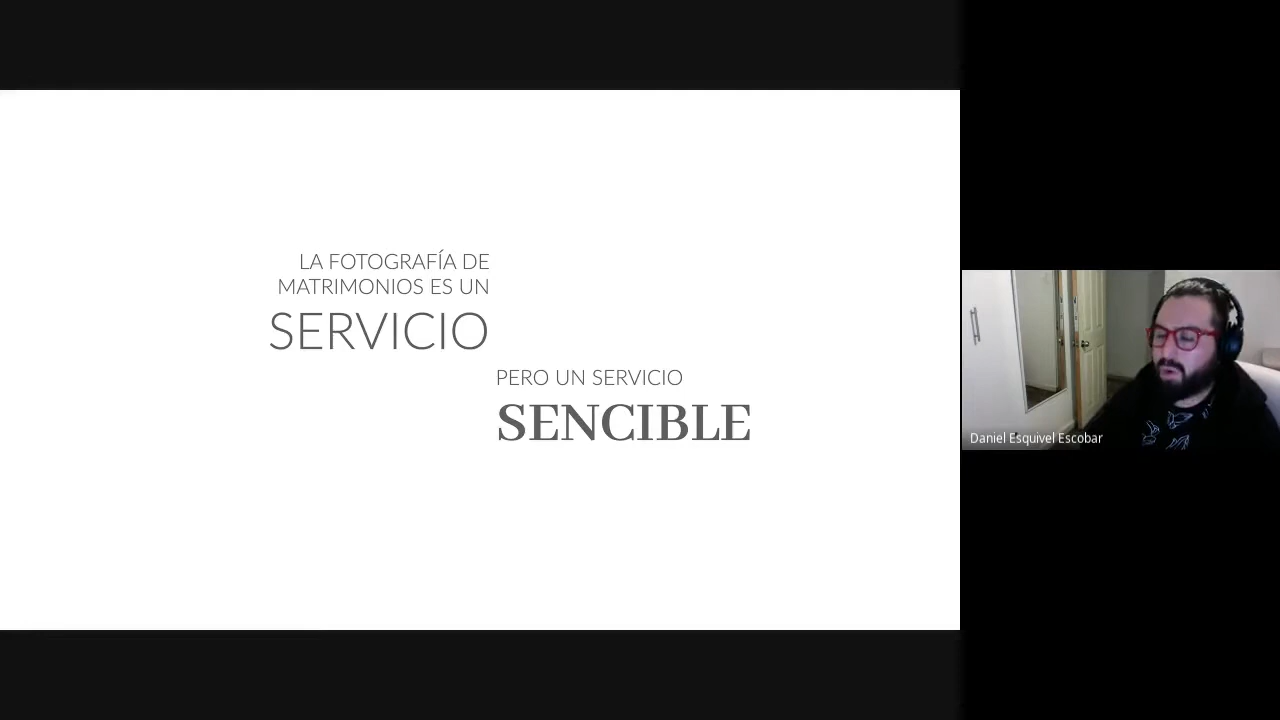 LA FOTOGRAFÍA DE
MATRIMONIOS ES UN
SERVICIO
PERO UN SERVICIO
SENCIBLE
Daniel Esquivel Escobar